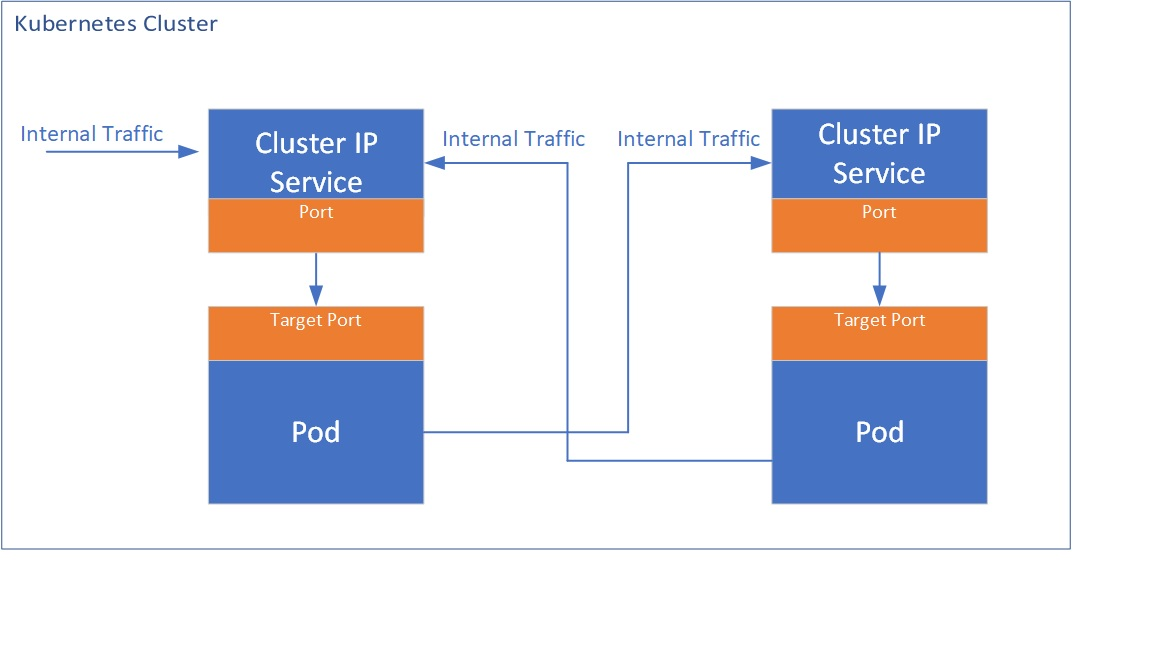 Kubernetes Cluster
Internal Traffic
Cluster IP
Service
Port
Target Port
Pod
Internal Traffic
Internal Traffic
Cluster IP
Service
Port
Target Port
Pod